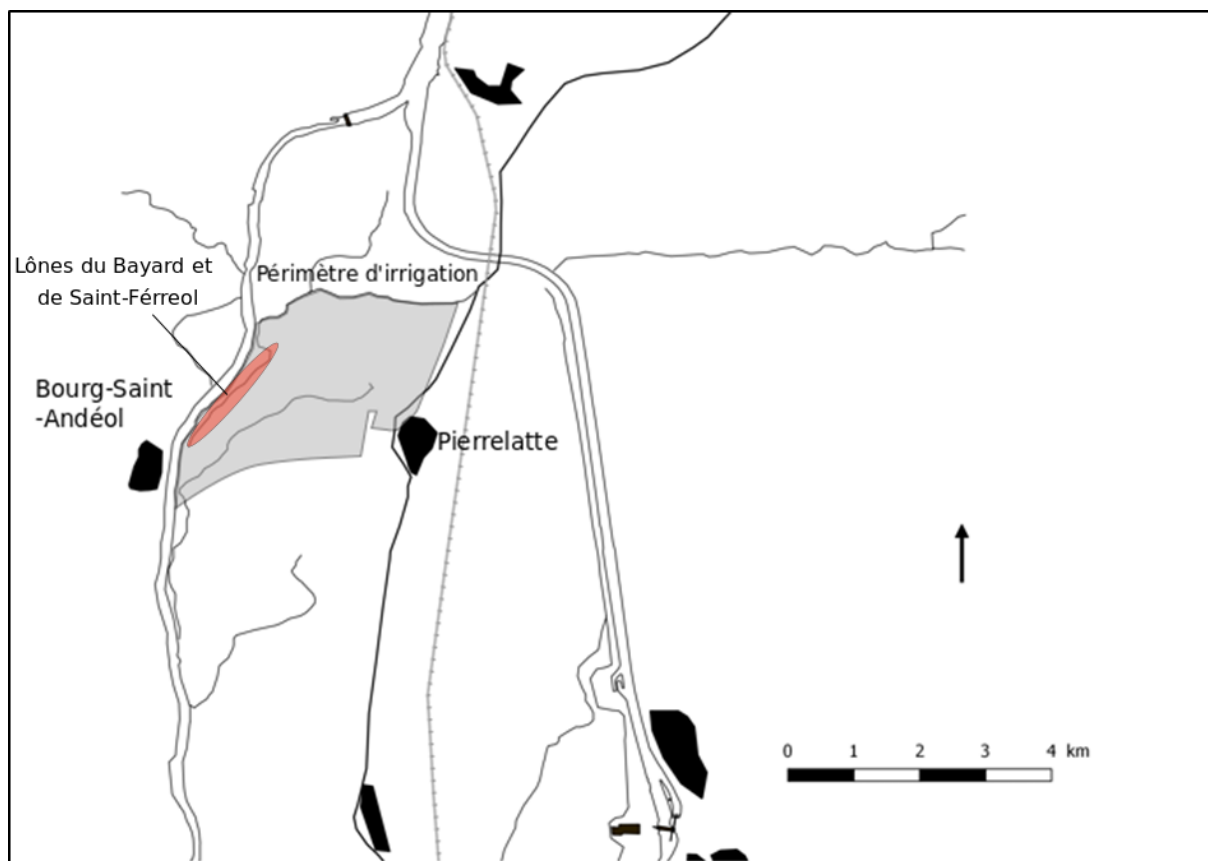 Lônes du Bayard et
de Saint-Férreol
Périmètre d'irrigation
Bourg-Saint
-Andéol
Pierrelatte
0 1 2 3 4 km